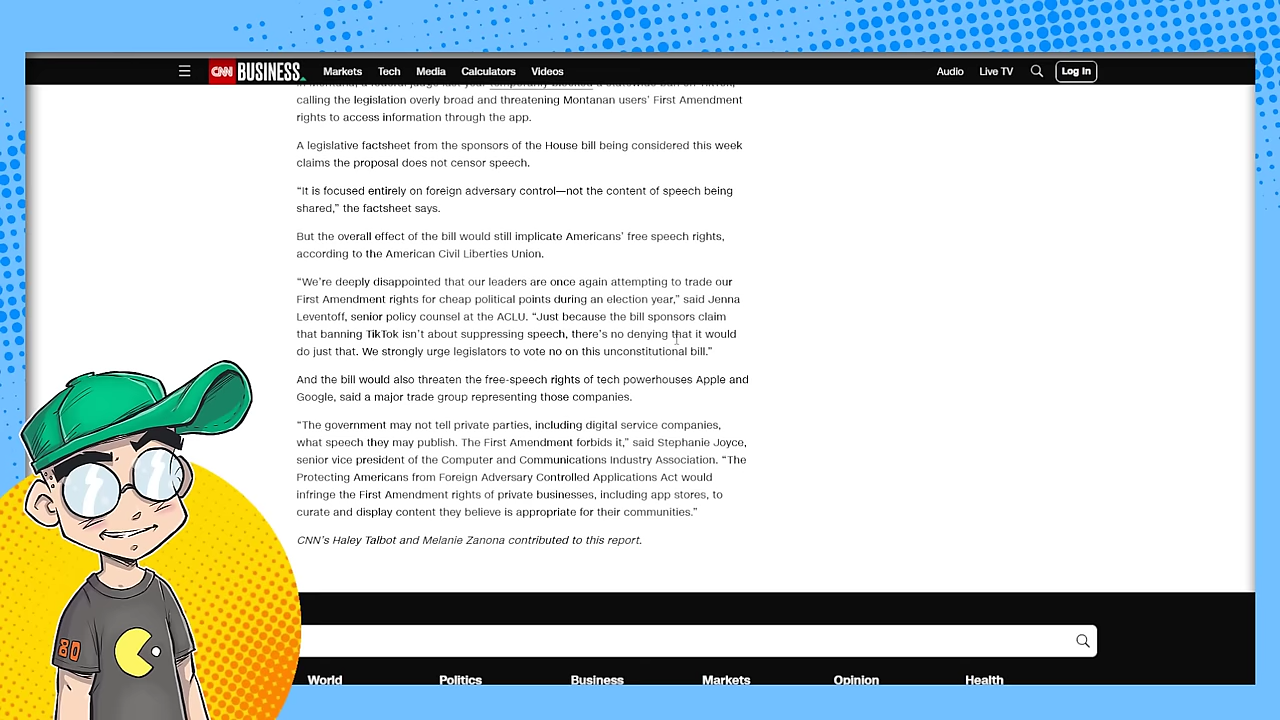 CNN BUSINESS
Markets Tech Media Calculators Videos
Audio Live TV Log In
calling the legislation overly broad and threatening Montanan users’ First Amendment
rights to access information through the app.
A legislative factsheet from the sponsors of the House bill being considered this week
claims the proposal does not censor speech.
“It is focused entirely on foreign adversary control—not the content of speech being
shared,” the factsheet says.
But the overall effect of the bill would still implicate Americans’ free speech rights,
according to the American Civil Liberties Union.
“We’re deeply disappointed that our leaders are once again attempting to trade our
First Amendment rights for cheap political points during an election year,” said Jenna
Leventoff, senior policy counsel at the ACLU. “Just because the bill sponsors claim
that banning TikTok isn’t about suppressing speech, there’s no denying that it would
do just that. We strongly urge legislators to vote no on this unconstitutional bill.”
And the bill would also threaten the free-speech rights of tech powerhouses Apple and
Google, said a major trade group representing those companies.
“The government may not tell private parties, including digital service companies,
what speech they may publish. The First Amendment forbids it,” said Stephanie Joyce,
senior vice president of the Computer and Communications Industry Association. “The
Protecting Americans from Foreign Adversary Controlled Applications Act would
infringe the First Amendment rights of private businesses, including app stores, to
curate and display content they believe is appropriate for their communities.”
CNN’s Haley Talbot and Melanie Zanona contributed to this report.
80
World Politics Business Markets Opinion Health